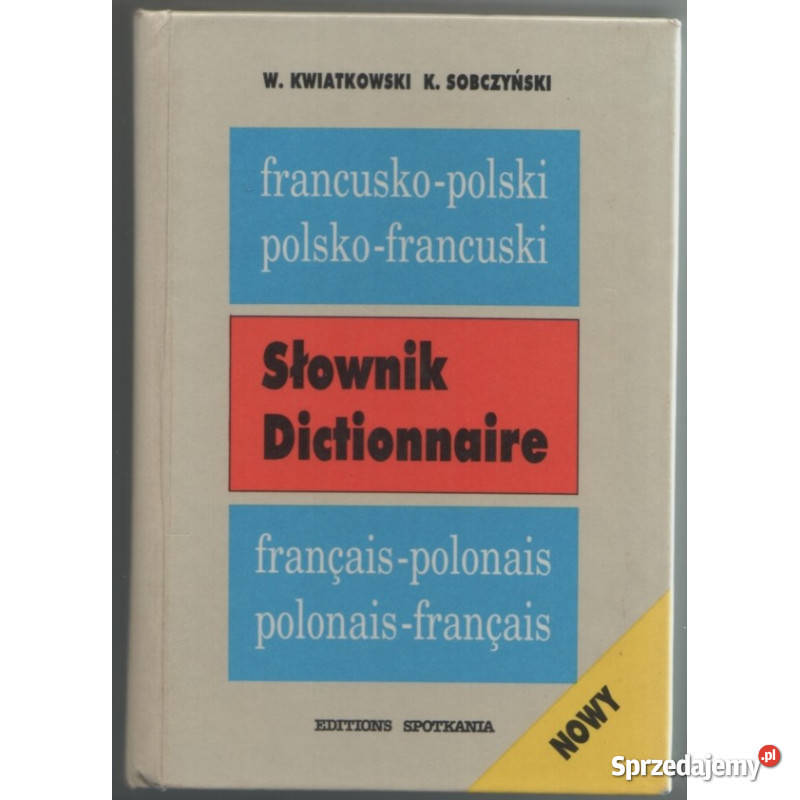 W. KWIATKOWSKI K. SOBCZYŃSKI
francusko-polski
polsko-francuski
Słownik
Dictionnaire
français-polonais
polonais-français
EDITIONS SPOTKANIA
NOWY
Sprzedajemy.pl